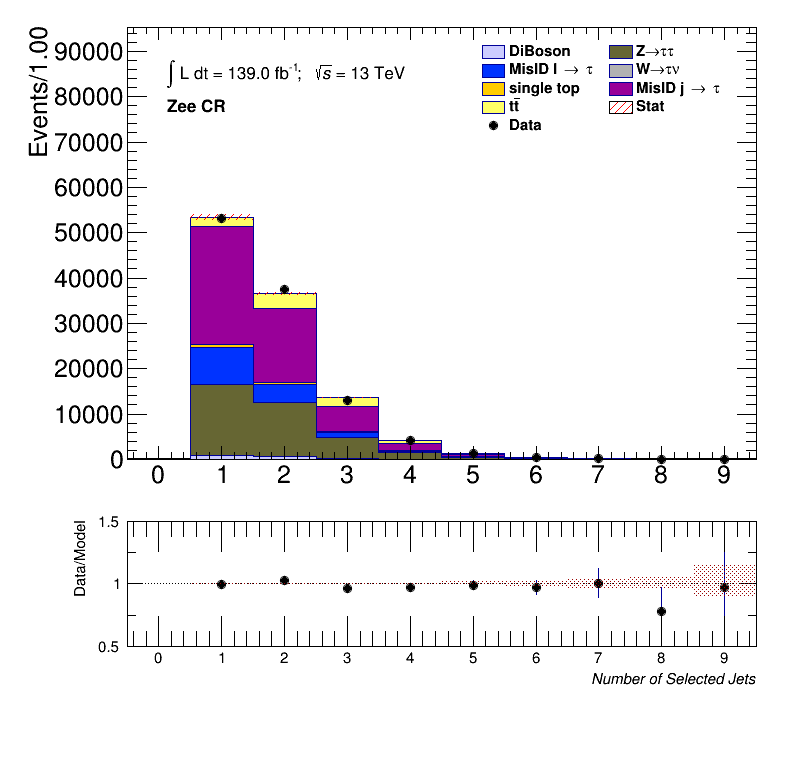 Events/1.00
90000
80000
70000
60000
50000
40000
30000
20000
10000
0
∫ L dt = 139.0 fb⁻¹; √s = 13 TeV
Zee CR
DiBoson
MisID l → τ
single top
tt̄
Data
Z→ττ
W→τν
MisID j → τ
Stat
0 1 2 3 4 5 6 7 8 9
Data/Model
1.5
1
0.5
0 1 2 3 4 5 6 7 8 9
Number of Selected Jets